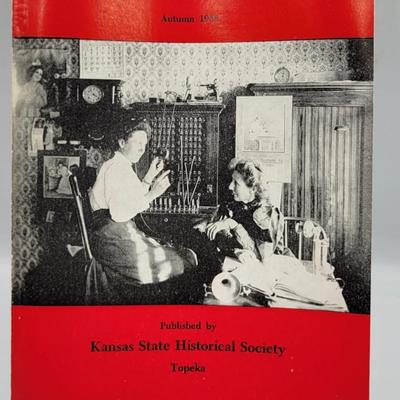 Autumn
Published by
Kansas State Historical Society
Topeka